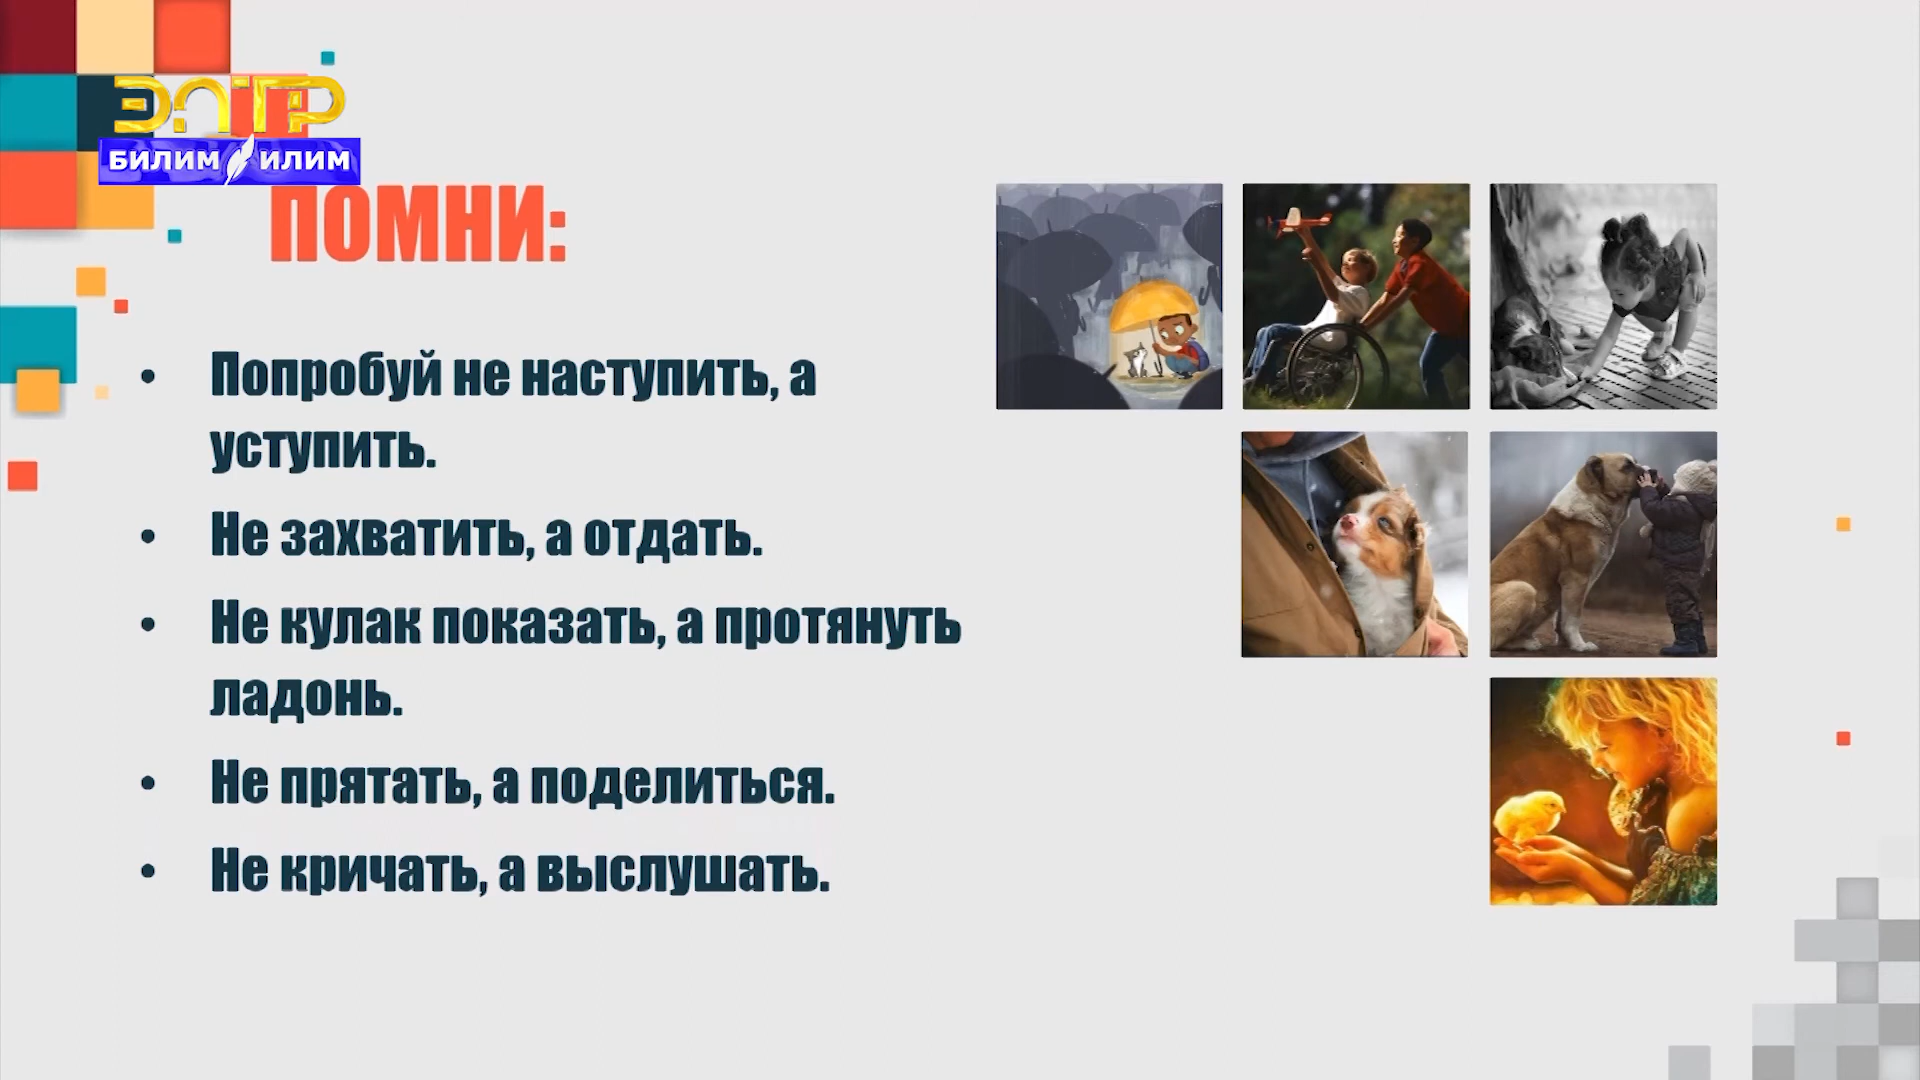 ЭЛТР
БИЛИМ ИЛИМ
ПОМНИ:
• Попробуй не наступить, а
уступить.
• Не захватить, а отдать.
• Не кулак показать, а протянуть
ладонь.
• Не прятать, а поделиться.
• Не кричать, а выслушать.